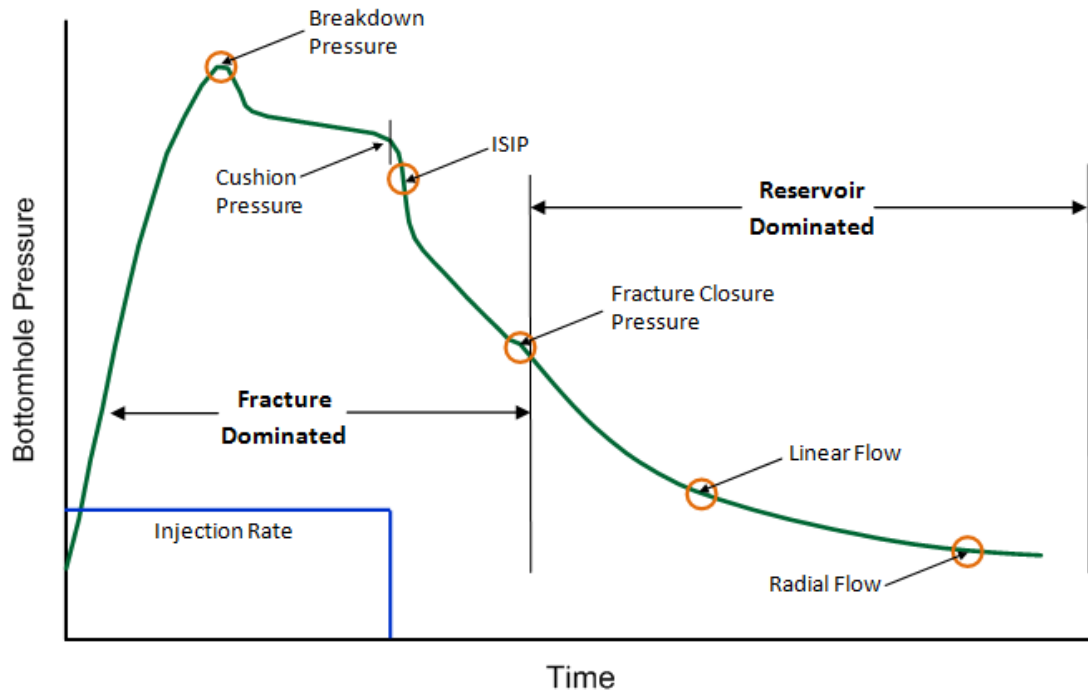 Breakdown
Pressure
ISIP
Cushion
Pressure
Reservoir
Dominated
Fracture Closure
Pressure
Fracture
Dominated
Linear Flow
Injection Rate
Radial Flow
Bottomhole Pressure
Time